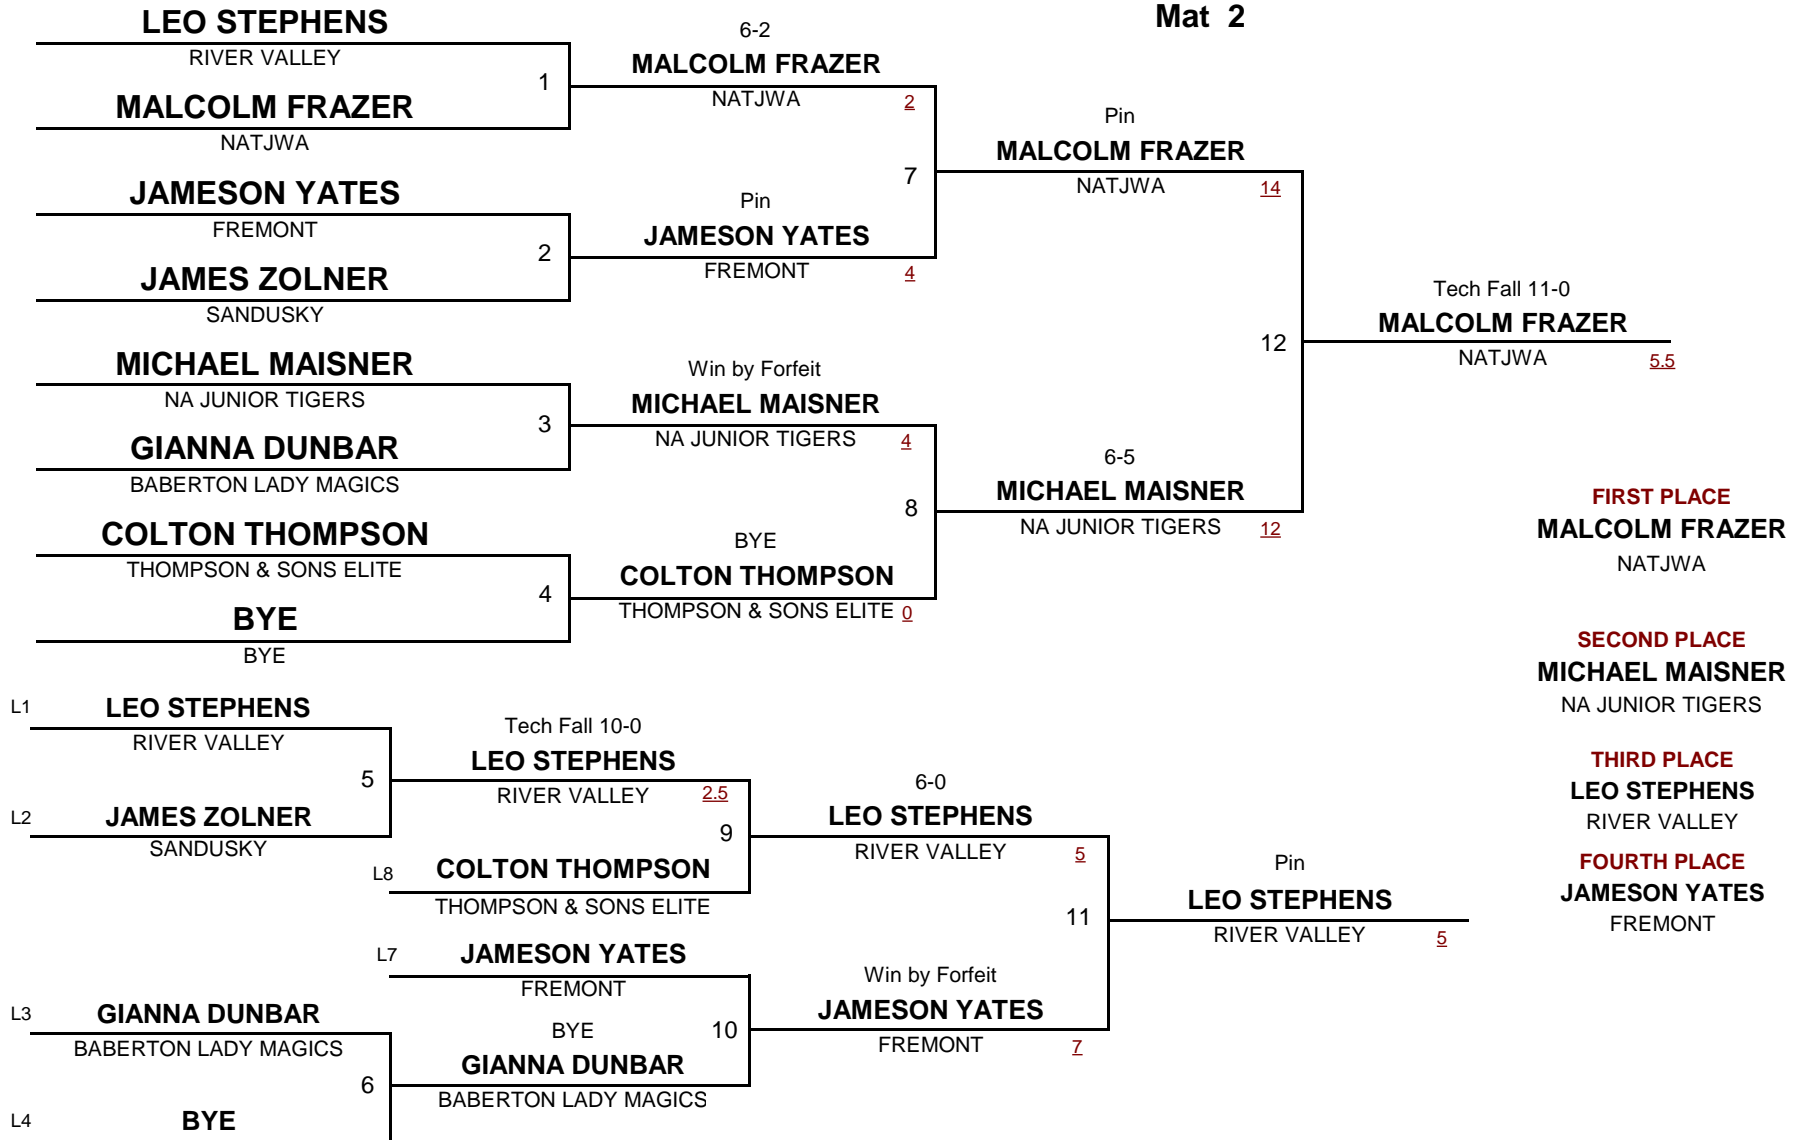 Mat 2
LEO STEPHENS
RIVER VALLEY
1
MALCOLM FRAZER
NATJWA
JAMESON YATES
FREMONT
2
JAMES ZOLNER
SANDUSKY
MICHAEL MAISNER
NA JUNIOR TIGERS
3
GIANNA DUNBAR
BABERTON LADY MAGICS
COLTON THOMPSON
THOMPSON & SONS ELITE
4
BYE
BYE
6-2
MALCOLM FRAZER
NATJWA 2
7
Pin
JAMESON YATES
FREMONT 4
Win by Forfeit
MICHAEL MAISNER
NA JUNIOR TIGERS 4
8
BYE
COLTON THOMPSON
THOMPSON & SONS ELITE 0
Pin
MALCOLM FRAZER
NATJWA 14
12
6-5
MICHAEL MAISNER
NA JUNIOR TIGERS 12
Tech Fall 11-0
MALCOLM FRAZER
NATJWA 5.5
FIRST PLACE
MALCOLM FRAZER
NATJWA
SECOND PLACE
MICHAEL MAISNER
NA JUNIOR TIGERS
THIRD PLACE
LEO STEPHENS
RIVER VALLEY
FOURTH PLACE
JAMESON YATES
FREMONT
L1 LEO STEPHENS
RIVER VALLEY
5
L2 JAMES ZOLNER
SANDUSKY
Tech Fall 10-0
LEO STEPHENS
RIVER VALLEY 2.5
9
L8 COLTON THOMPSON
THOMPSON & SONS ELITE
L7 JAMESON YATES
FREMONT
10
BYE
GIANNA DUNBAR
BABERTON LADY MAGICS
L3 GIANNA DUNBAR
BABERTON LADY MAGICS
6
L4 BYE
6-0
LEO STEPHENS
RIVER VALLEY 5
11
Win by Forfeit
JAMESON YATES
FREMONT 7
Pin
LEO STEPHENS
RIVER VALLEY 5